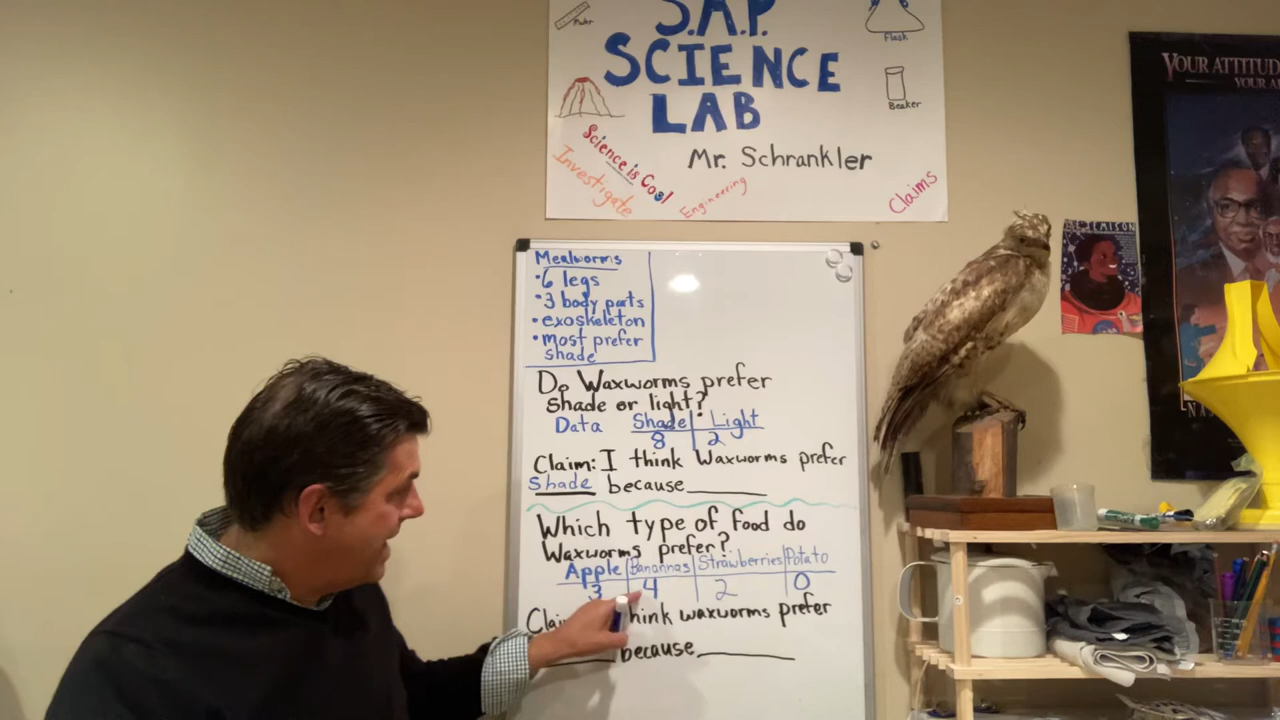 S.A.P.
SCIENCE
LAB
Mr. Schrankler
Flask
Beaker
Science is Cool
Investigate
Engineering
Claims
Mealworms
• 6 legs
• 3 body parts
• exoskeleton
• most prefer
shade
Do Waxworms prefer
shade or light?
Data Shade Light
8 2
Claim: I think Waxworms prefer
Shade because
Which type of food do
Waxworms prefer?
Apple Banannas Strawberries Potato
3 4 2 0
think waxworms prefer
because
YOUR ATTITUD
YOUR A